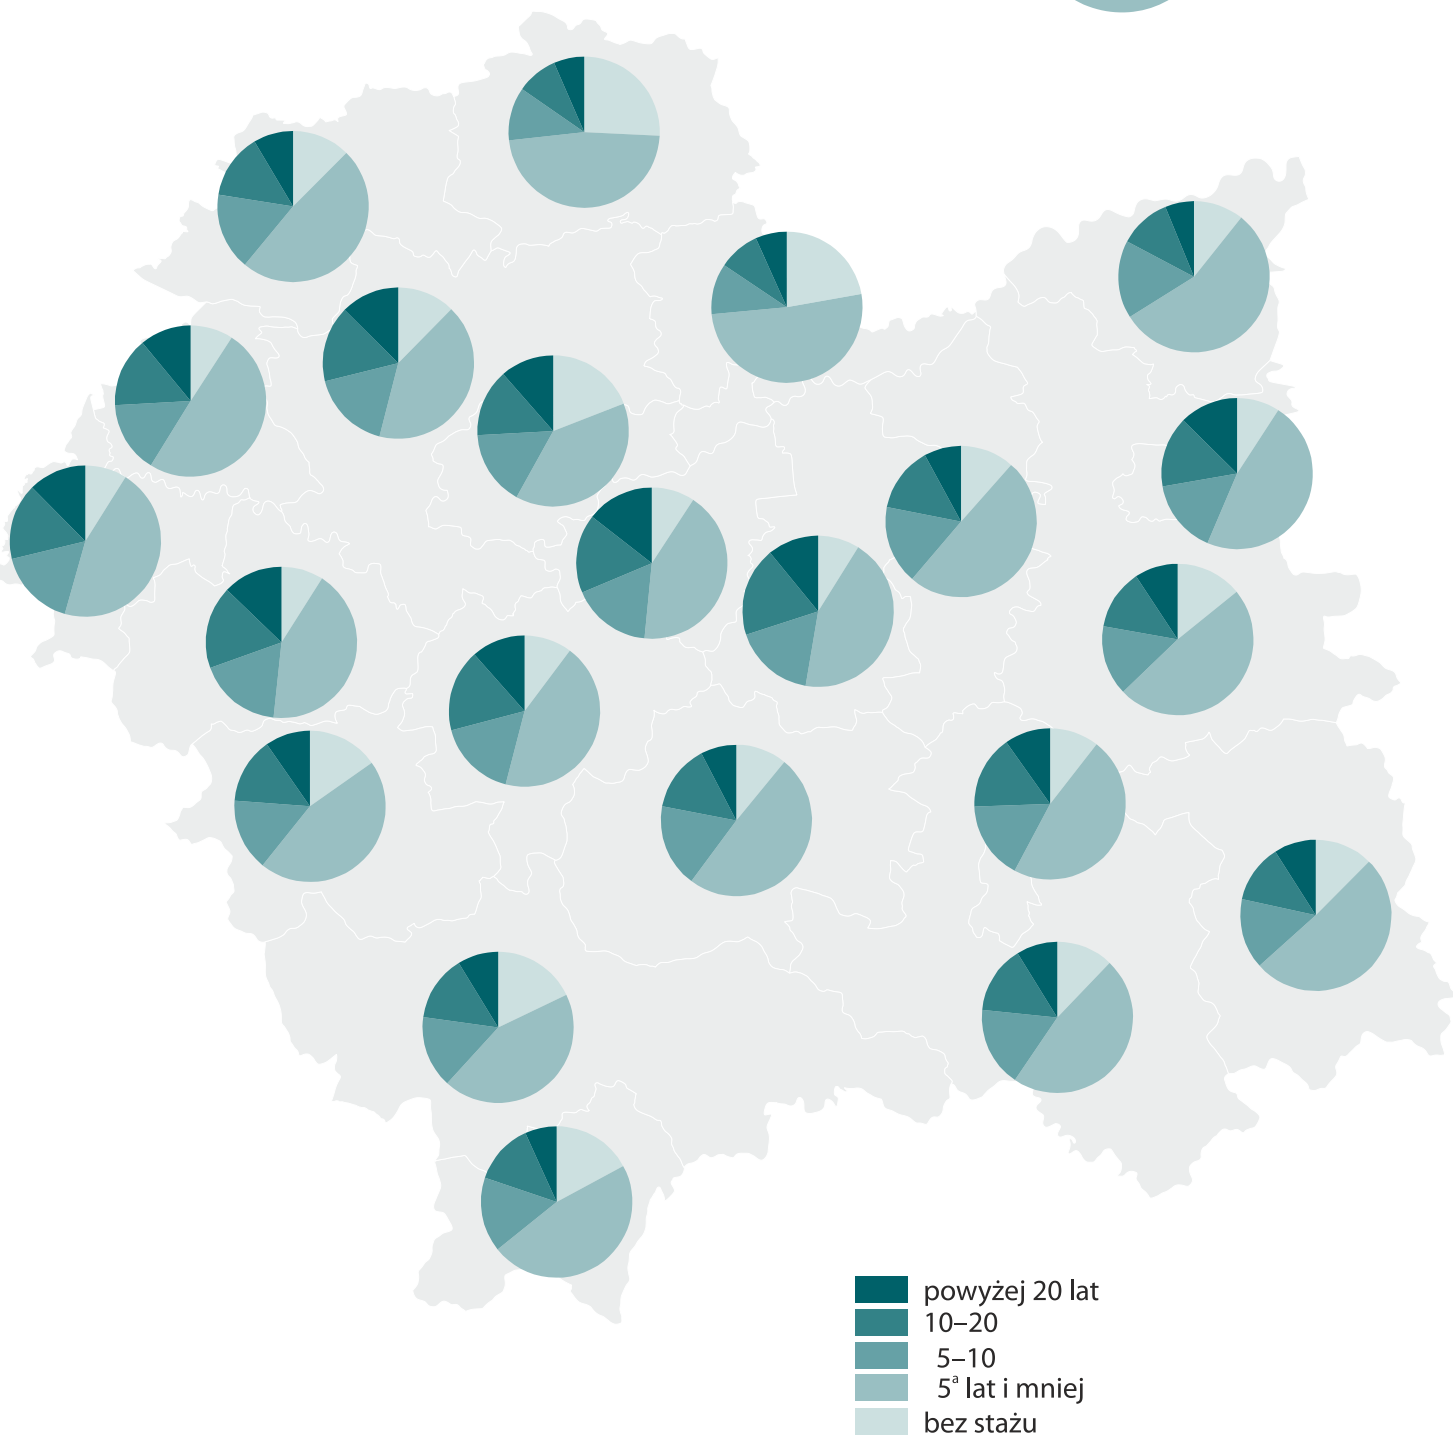 powyżej 20 lat
10–20
5–10
5ª lat i mniej
bez stażu